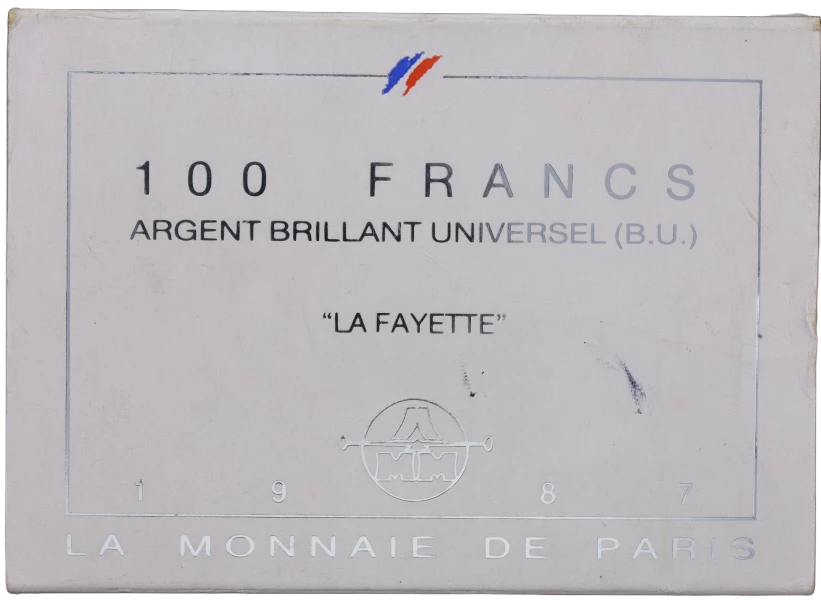 100 FRANCS
ARGENT BRILLANT UNIVERSEL (B.U.)
“LA FAYETTE”
1 9 8 7
LA MONNAIE DE PARIS